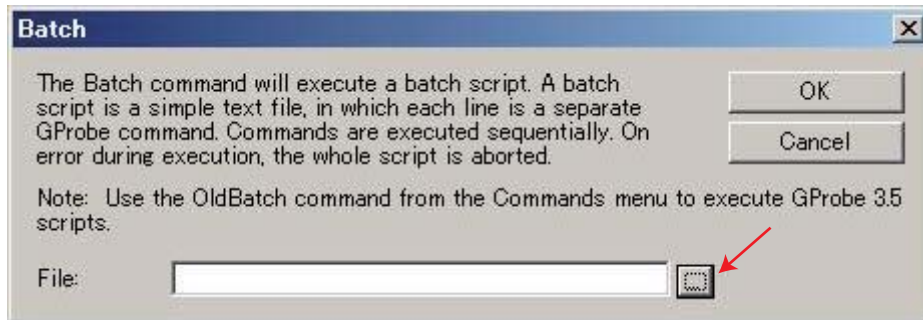 Batch
The Batch command will execute a batch script. A batch
script is a simple text file, in which each line is a separate
GProbe command. Commands are executed sequentially. On
error during execution, the whole script is aborted.
OK
Cancel
Note: Use the OldBatch command from the Commands menu to execute GProbe 3.5
scripts.
File:
...